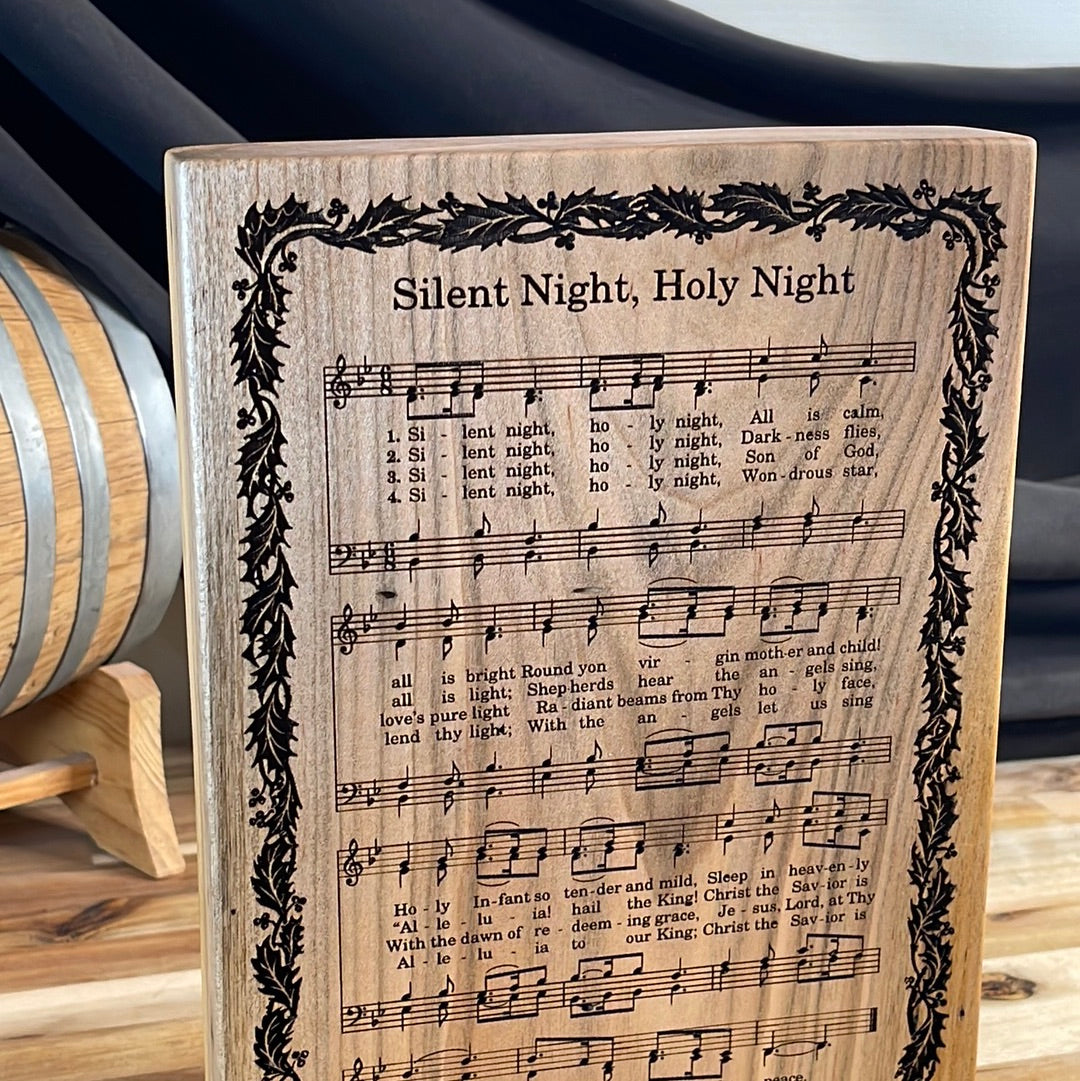 Silent Night, Holy Night
1. Si - lent night, ho - ly night, All is calm,
2. Si - lent night, ho - ly night, Dark - ness flies,
3. Si - lent night, ho - ly night, Son of God,
4. Si - lent night, ho - ly night, Won - drous star,
all is bright Round yon vir - gin moth-er and child!
all is light; Shep-herds hear the an - gels sing,
love's pure light Ra - diant beams from Thy ho - ly face,
lend thy light; With the an - gels let us sing
Ho - ly In-fant so ten-der and mild, Sleep in heav-en-ly
"Al - le - lu - ia! hail the King! Christ the Sav-ior is
With the dawn of re - deem - ing grace, Je - sus, Lord, at Thy
Al - le - lu - ia to our King; Christ the Sav-ior is
peace,